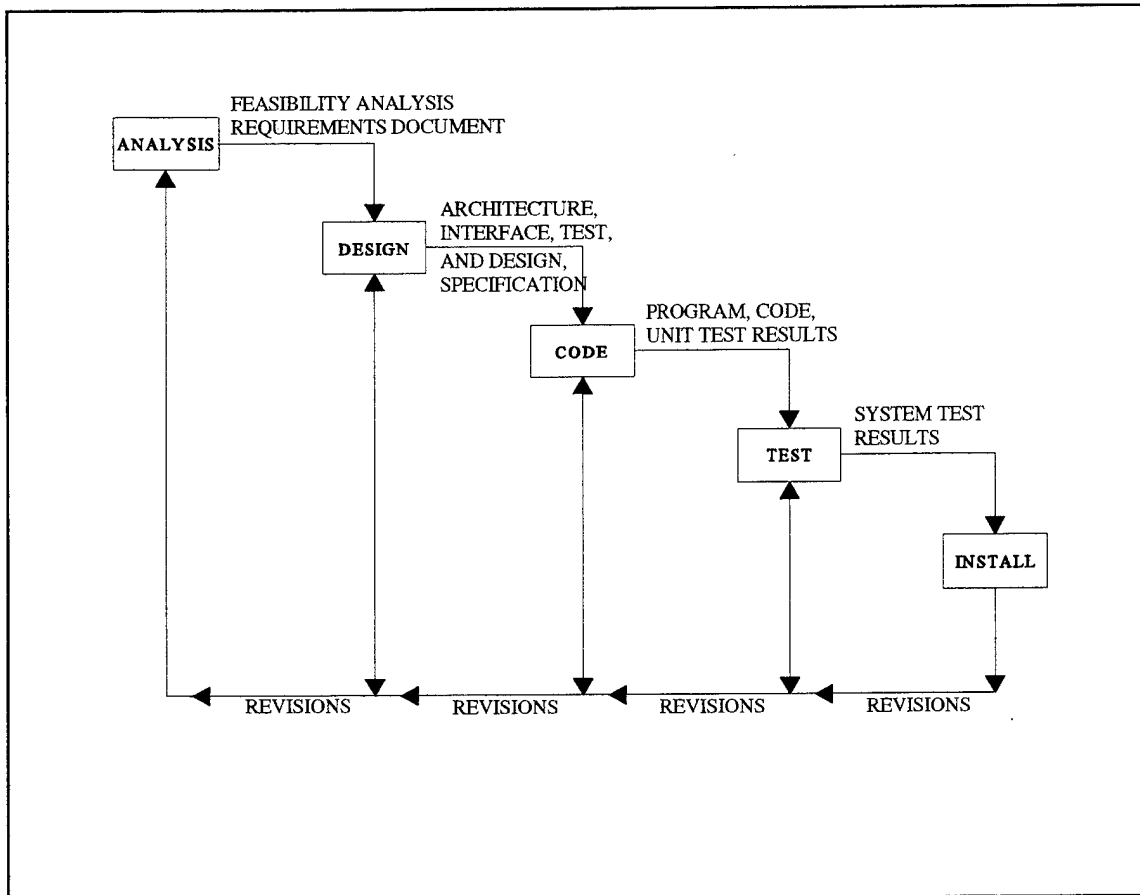 FEASIBILITY ANALYSIS
REQUIREMENTS DOCUMENT
ANALYSIS
ARCHITECTURE,
INTERFACE, TEST,
AND DESIGN,
SPECIFICATION
DESIGN
PROGRAM, CODE,
UNIT TEST RESULTS
CODE
SYSTEM TEST
RESULTS
TEST
INSTALL
REVISIONS
REVISIONS
REVISIONS
REVISIONS